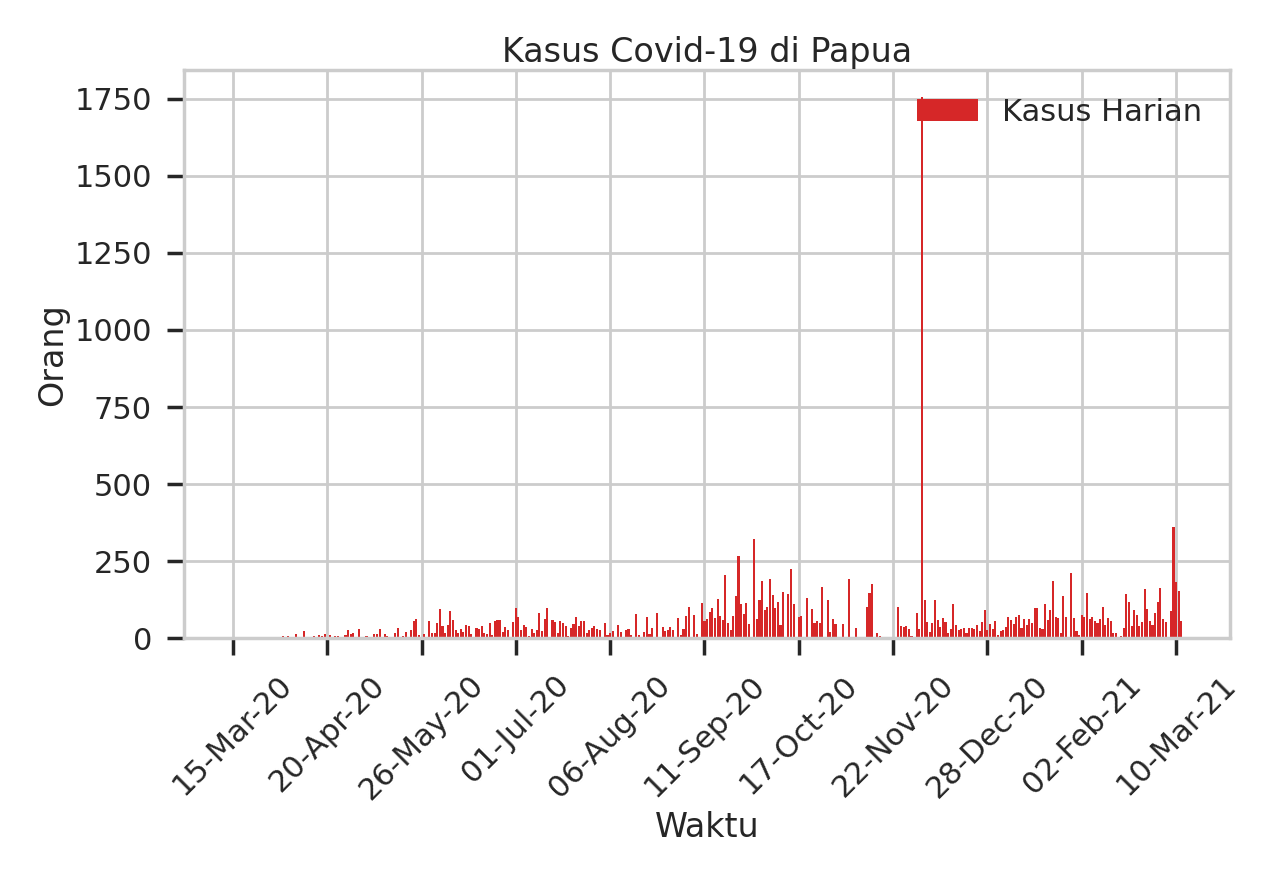 Kasus Covid-19 di Papua
Kasus Harian
1750
1500
1250
1000
750
500
250
0
Orang
15-Mar-20
20-Apr-20
26-May-20
01-Jul-20
06-Aug-20
11-Sep-20
17-Oct-20
22-Nov-20
28-Dec-20
02-Feb-21
10-Mar-21
Waktu